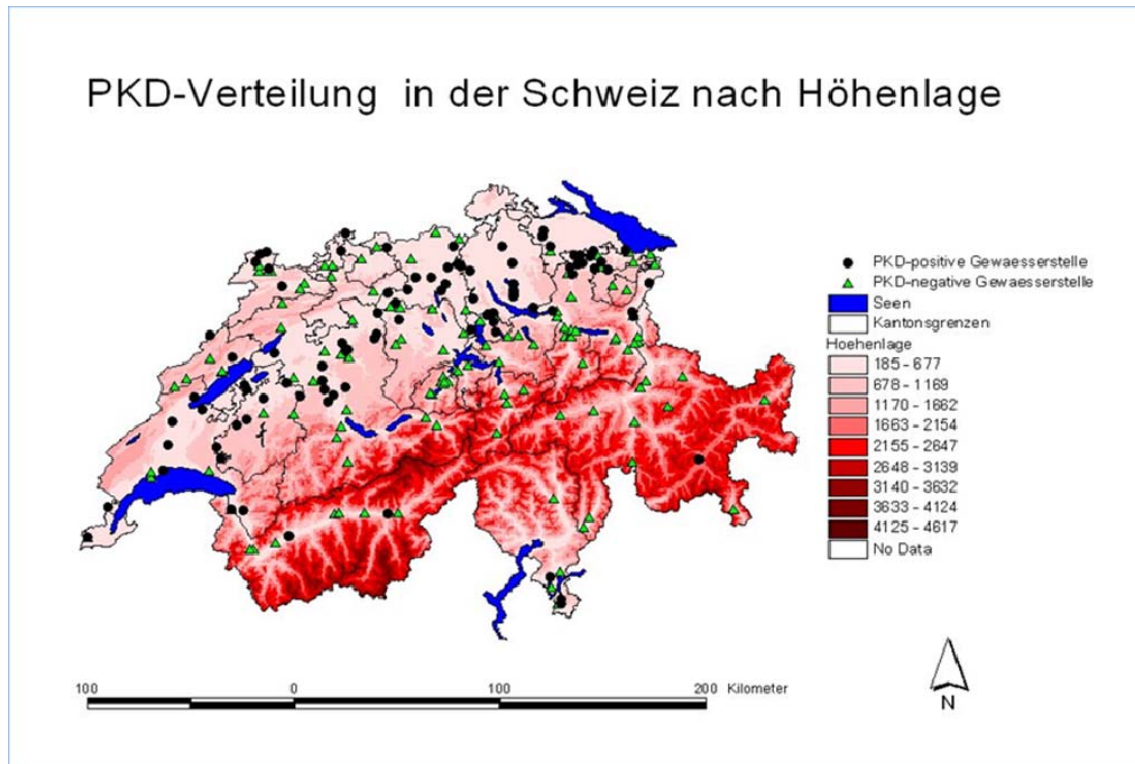 PKD-Verteilung in der Schweiz nach Höhenlage
PKD-positive Gewaesserstelle
PKD-negative Gewaesserstelle
Seen
Kantonsgrenzen
Hoehenlage
185 - 677
678 - 1169
1170 - 1662
1663 - 2154
2155 - 2647
2648 - 3139
3140 - 3632
3633 - 4124
4125 - 4617
No Data
100 0 100 200 Kilometer
N